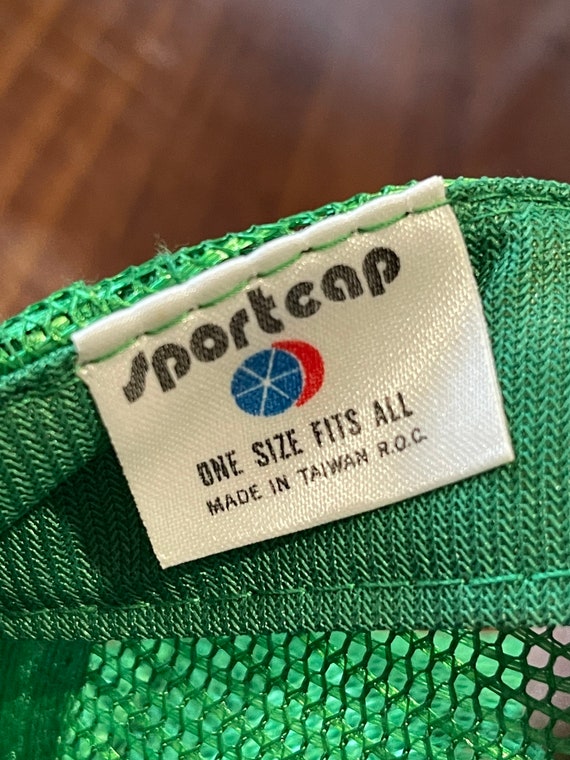 sportcap
ONE SIZE FITS ALL
MADE IN TAIWAN R.O.C.